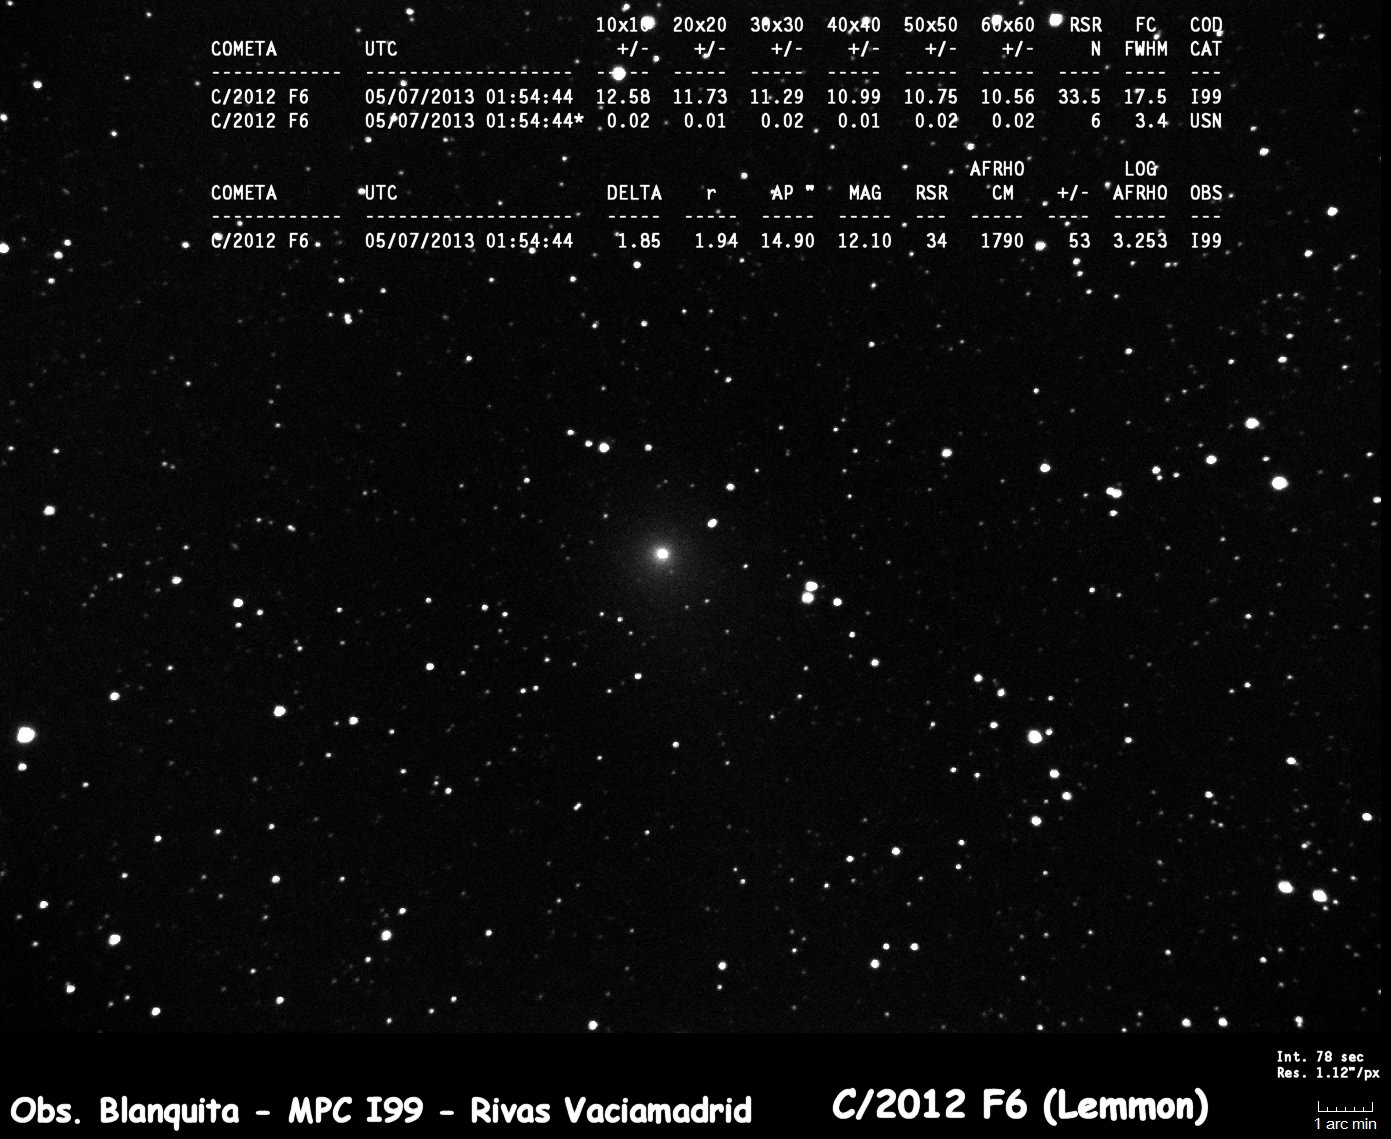 10x10 20x20 30x30 40x40 50x50 60x60 RSR FC COD
COMETA UTC +/- +/- +/- +/- +/- +/- N FWHM CAT
------------ ------------------- ----- ----- ----- ----- ----- ----- ---- ---- ---
C/2012 F6 05/07/2013 01:54:44 12.58 11.73 11.29 10.99 10.75 10.56 33.5 17.5 I99
C/2012 F6 05/07/2013 01:54:44* 0.02 0.01 0.02 0.01 0.02 0.02 6 3.4 USN
AFRHO LOG
COMETA UTC DELTA r AP " MAG RSR CM +/- AFRHO OBS
------------ ------------------- ----- ----- ----- ----- --- ----- ---- ----- ---
C/2012 F6 05/07/2013 01:54:44 1.85 1.94 14.90 12.10 34 1790 53 3.253 I99
Int. 78 sec
Res. 1.12"/px
Obs. Blanquita - MPC I99 - Rivas Vaciamadrid C/2012 F6 (Lemmon)
1 arc min